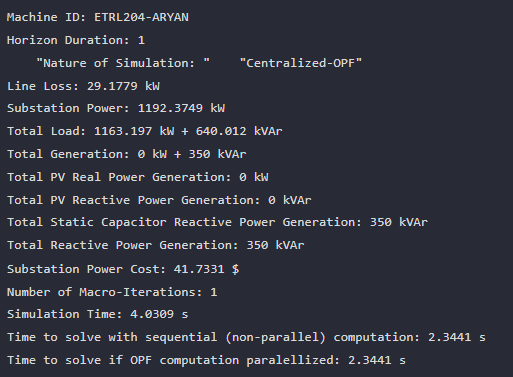 Machine ID: ETRL204-ARYAN
Horizon Duration: 1
"Nature of Simulation: " "Centralized-OPF"
Line Loss: 29.1779 kW
Substation Power: 1192.3749 kW
Total Load: 1163.197 kW + 640.012 kVAr
Total Generation: 0 kW + 350 kVAr
Total PV Real Power Generation: 0 kW
Total PV Reactive Power Generation: 0 kVAr
Total Static Capacitor Reactive Power Generation: 350 kVAr
Total Reactive Power Generation: 350 kVAr
Substation Power Cost: 41.7331 $
Number of Macro-Iterations: 1
Simulation Time: 4.0309 s
Time to solve with sequential (non-parallel) computation: 2.3441 s
Time to solve if OPF computation paralellized: 2.3441 s